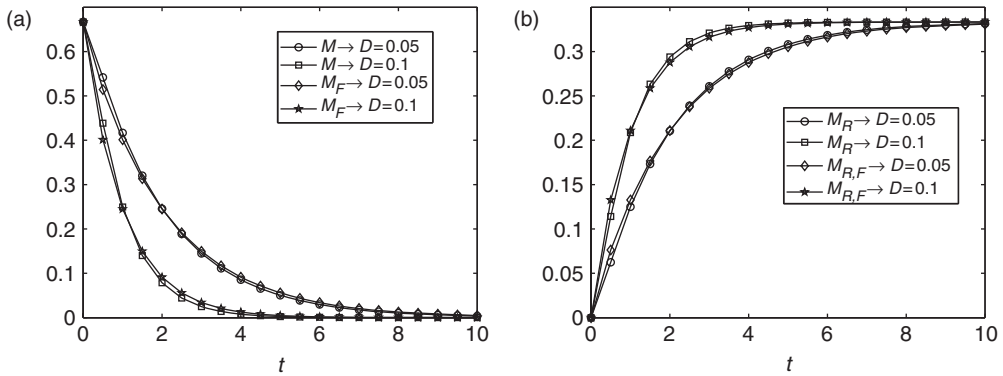 (a)
0.6
0.5
0.4
0.3
0.2
0.1
0
0 2 4 6 8 10
t
M → D = 0.05
M → D = 0.1
M_F → D = 0.05
M_F → D = 0.1
(b)
0.3
0.25
0.2
0.15
0.1
0.05
0
0 2 4 6 8 10
t
M_R → D = 0.05
M_R → D = 0.1
M_{R,F} → D = 0.05
M_{R,F} → D = 0.1